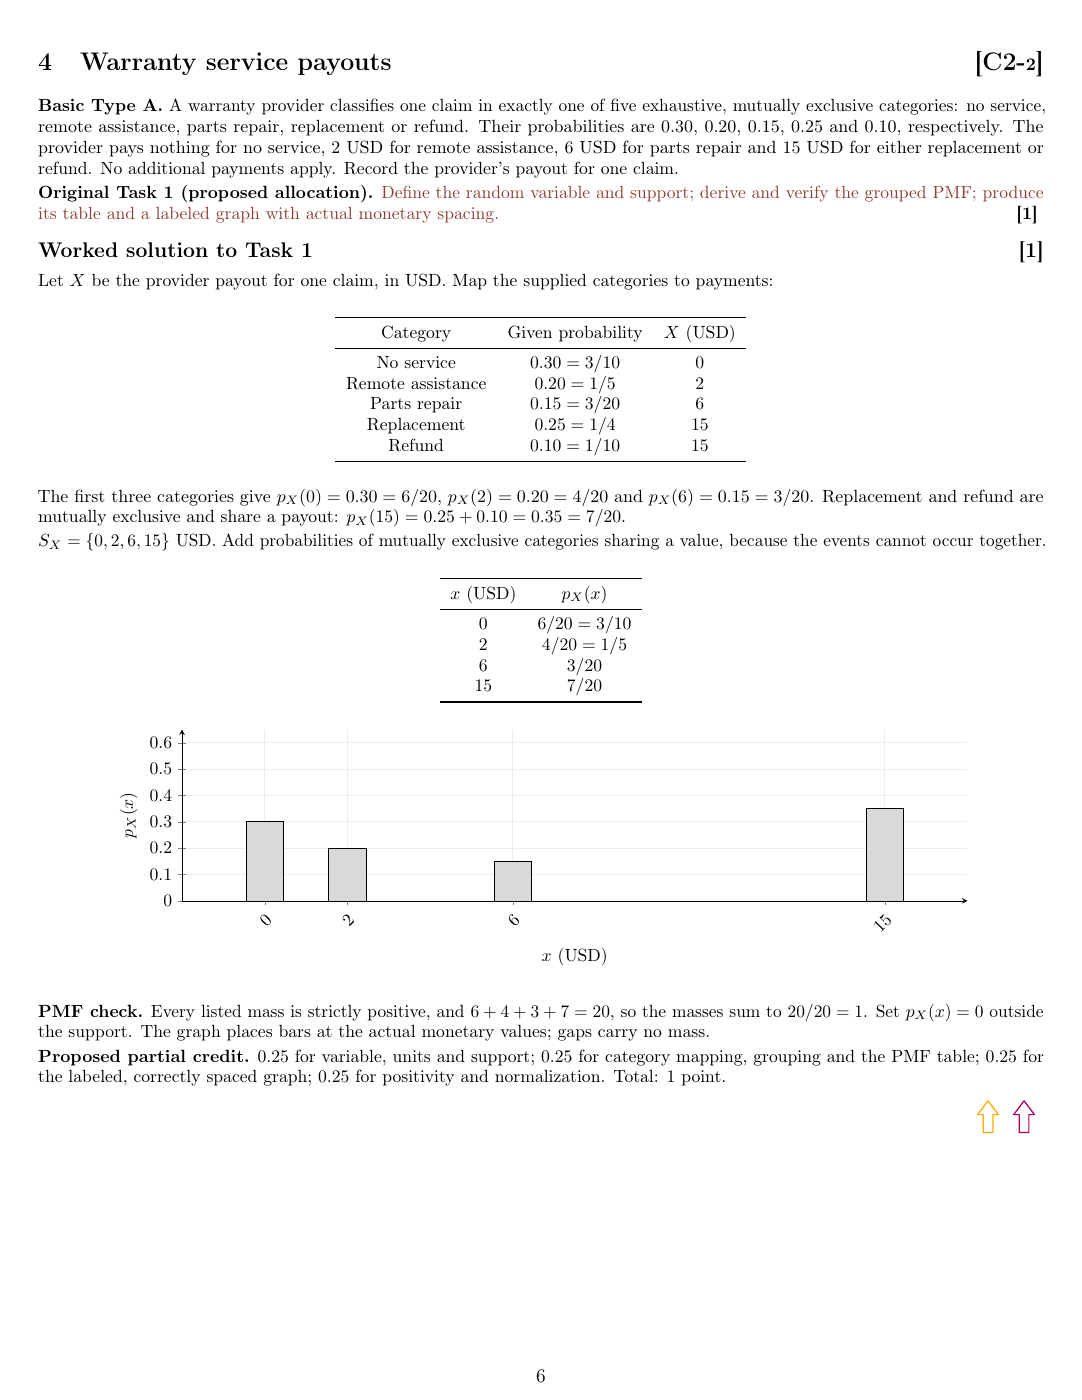 4 Warranty service payouts [C2-2]
Basic Type A. A warranty provider classifies one claim in exactly one of five exhaustive, mutually exclusive categories: no service,
remote assistance, parts repair, replacement or refund. Their probabilities are 0.30, 0.20, 0.15, 0.25 and 0.10, respectively. The
provider pays nothing for no service, 2 USD for remote assistance, 6 USD for parts repair and 15 USD for either replacement or
refund. No additional payments apply. Record the provider's payout for one claim.
Original Task 1 (proposed allocation). Define the random variable and support; derive and verify the grouped PMF; produce
its table and a labeled graph with actual monetary spacing. [1]
Worked solution to Task 1 [1]
Let X be the provider payout for one claim, in USD. Map the supplied categories to payments:
Category Given probability X (USD)
No service 0.30 = 3/10 0
Remote assistance 0.20 = 1/5 2
Parts repair 0.15 = 3/20 6
Replacement 0.25 = 1/4 15
Refund 0.10 = 1/10 15
The first three categories give p_X(0) = 0.30 = 6/20, p_X(2) = 0.20 = 4/20 and p_X(6) = 0.15 = 3/20. Replacement and refund are
mutually exclusive and share a payout: p_X(15) = 0.25 + 0.10 = 0.35 = 7/20.
S_X = {0, 2, 6, 15} USD. Add probabilities of mutually exclusive categories sharing a value, because the events cannot occur together.
x (USD) p_X(x)
0 6/20 = 3/10
2 4/20 = 1/5
6 3/20
15 7/20
0.6
0.5
0.4
0.3
0.2
0.1
0
p_X(x)
0 2 6 15
x (USD)
PMF check. Every listed mass is strictly positive, and 6 + 4 + 3 + 7 = 20, so the masses sum to 20/20 = 1. Set p_X(x) = 0 outside
the support. The graph places bars at the actual monetary values; gaps carry no mass.
Proposed partial credit. 0.25 for variable, units and support; 0.25 for category mapping, grouping and the PMF table; 0.25 for
the labeled, correctly spaced graph; 0.25 for positivity and normalization. Total: 1 point.
6